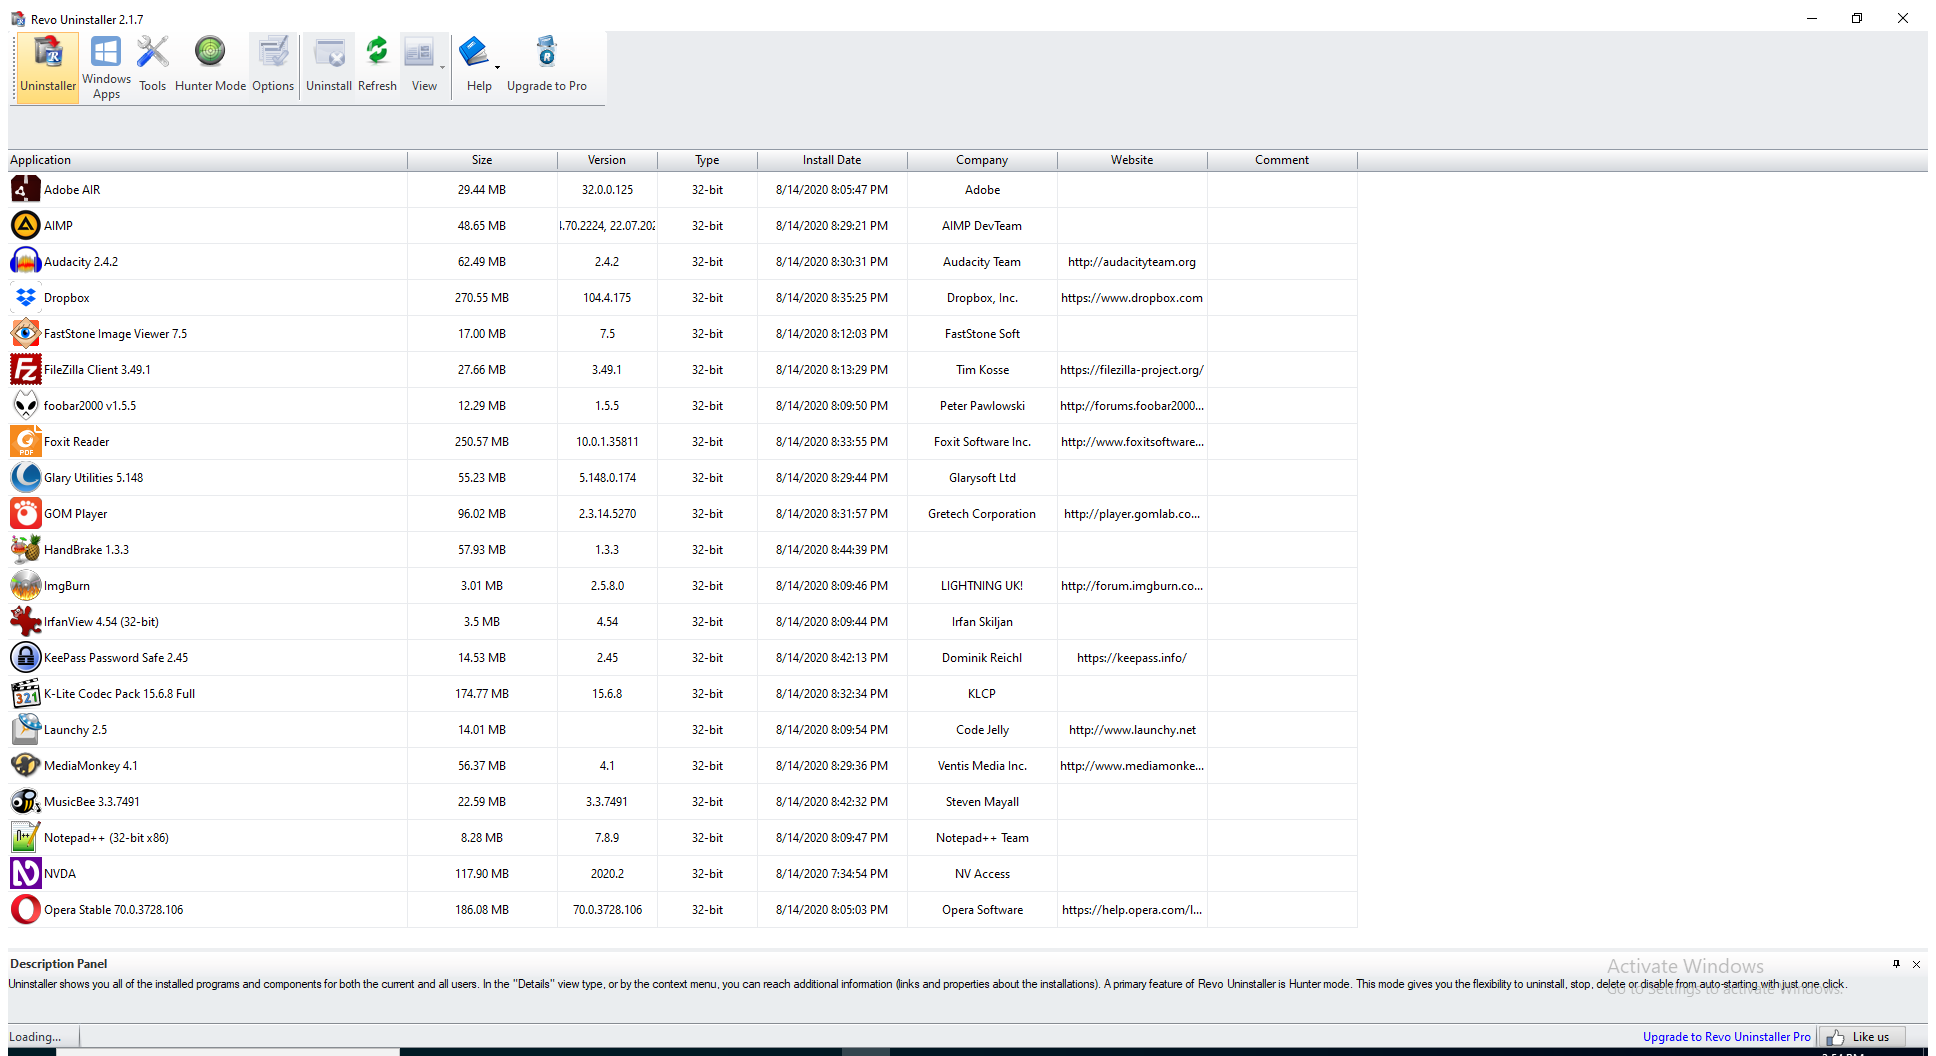 Revo Uninstaller 2.1.7
Uninstaller Windows Apps Tools Hunter Mode Options Uninstall Refresh View Help Upgrade to Pro
Application Size Version Type Install Date Company Website Comment
Adobe AIR 29.44 MB 32.0.0.125 32-bit 8/14/2020 8:05:47 PM Adobe
AIMP 48.65 MB .70.2224, 22.07.202 32-bit 8/14/2020 8:29:21 PM AIMP DevTeam
Audacity 2.4.2 62.49 MB 2.4.2 32-bit 8/14/2020 8:30:31 PM Audacity Team http://audacityteam.org
Dropbox 270.55 MB 104.4.175 32-bit 8/14/2020 8:35:25 PM Dropbox, Inc. https://www.dropbox.com
FastStone Image Viewer 7.5 17.00 MB 7.5 32-bit 8/14/2020 8:12:03 PM FastStone Soft
FileZilla Client 3.49.1 27.66 MB 3.49.1 32-bit 8/14/2020 8:13:29 PM Tim Kosse https://filezilla-project.org/
foobar2000 v1.5.5 12.29 MB 1.5.5 32-bit 8/14/2020 8:09:50 PM Peter Pawlowski http://forums.foobar2000...
Foxit Reader 250.57 MB 10.0.1.35811 32-bit 8/14/2020 8:33:55 PM Foxit Software Inc. http://www.foxitsoftware...
Glary Utilities 5.148 55.23 MB 5.148.0.174 32-bit 8/14/2020 8:29:44 PM Glarysoft Ltd
GOM Player 96.02 MB 2.3.14.5270 32-bit 8/14/2020 8:31:57 PM Gretech Corporation http://player.gomlab.co...
HandBrake 1.3.3 57.93 MB 1.3.3 32-bit 8/14/2020 8:44:39 PM
ImgBurn 3.01 MB 2.5.8.0 32-bit 8/14/2020 8:09:46 PM LIGHTNING UK! http://forum.imgburn.co...
IrfanView 4.54 (32-bit) 3.5 MB 4.54 32-bit 8/14/2020 8:09:44 PM Irfan Skiljan
KeePass Password Safe 2.45 14.53 MB 2.45 32-bit 8/14/2020 8:42:13 PM Dominik Reichl https://keepass.info/
K-Lite Codec Pack 15.6.8 Full 174.77 MB 15.6.8 32-bit 8/14/2020 8:32:34 PM KLCP
Launchy 2.5 14.01 MB 32-bit 8/14/2020 8:09:54 PM Code Jelly http://www.launchy.net
MediaMonkey 4.1 56.37 MB 4.1 32-bit 8/14/2020 8:29:36 PM Ventis Media Inc. http://www.mediamonke...
MusicBee 3.3.7491 22.59 MB 3.3.7491 32-bit 8/14/2020 8:42:32 PM Steven Mayall
Notepad++ (32-bit x86) 8.28 MB 7.8.9 32-bit 8/14/2020 8:09:47 PM Notepad++ Team
NVDA 117.90 MB 2020.2 32-bit 8/14/2020 7:34:54 PM NV Access
Opera Stable 70.0.3728.106 186.08 MB 70.0.3728.106 32-bit 8/14/2020 8:05:03 PM Opera Software https://help.opera.com/l...
Description Panel
Activate Windows
Uninstaller shows you all of the installed programs and components for both the current and all users. In the "Details" view type, or by the context menu, you can reach additional information (links and properties about the installations). A primary feature of Revo Uninstaller is Hunter mode. This mode gives you the flexibility to uninstall, stop, delete or disable from auto-starting with just one click.
Go to Settings to activate Windows.
Loading... Upgrade to Revo Uninstaller Pro Like us